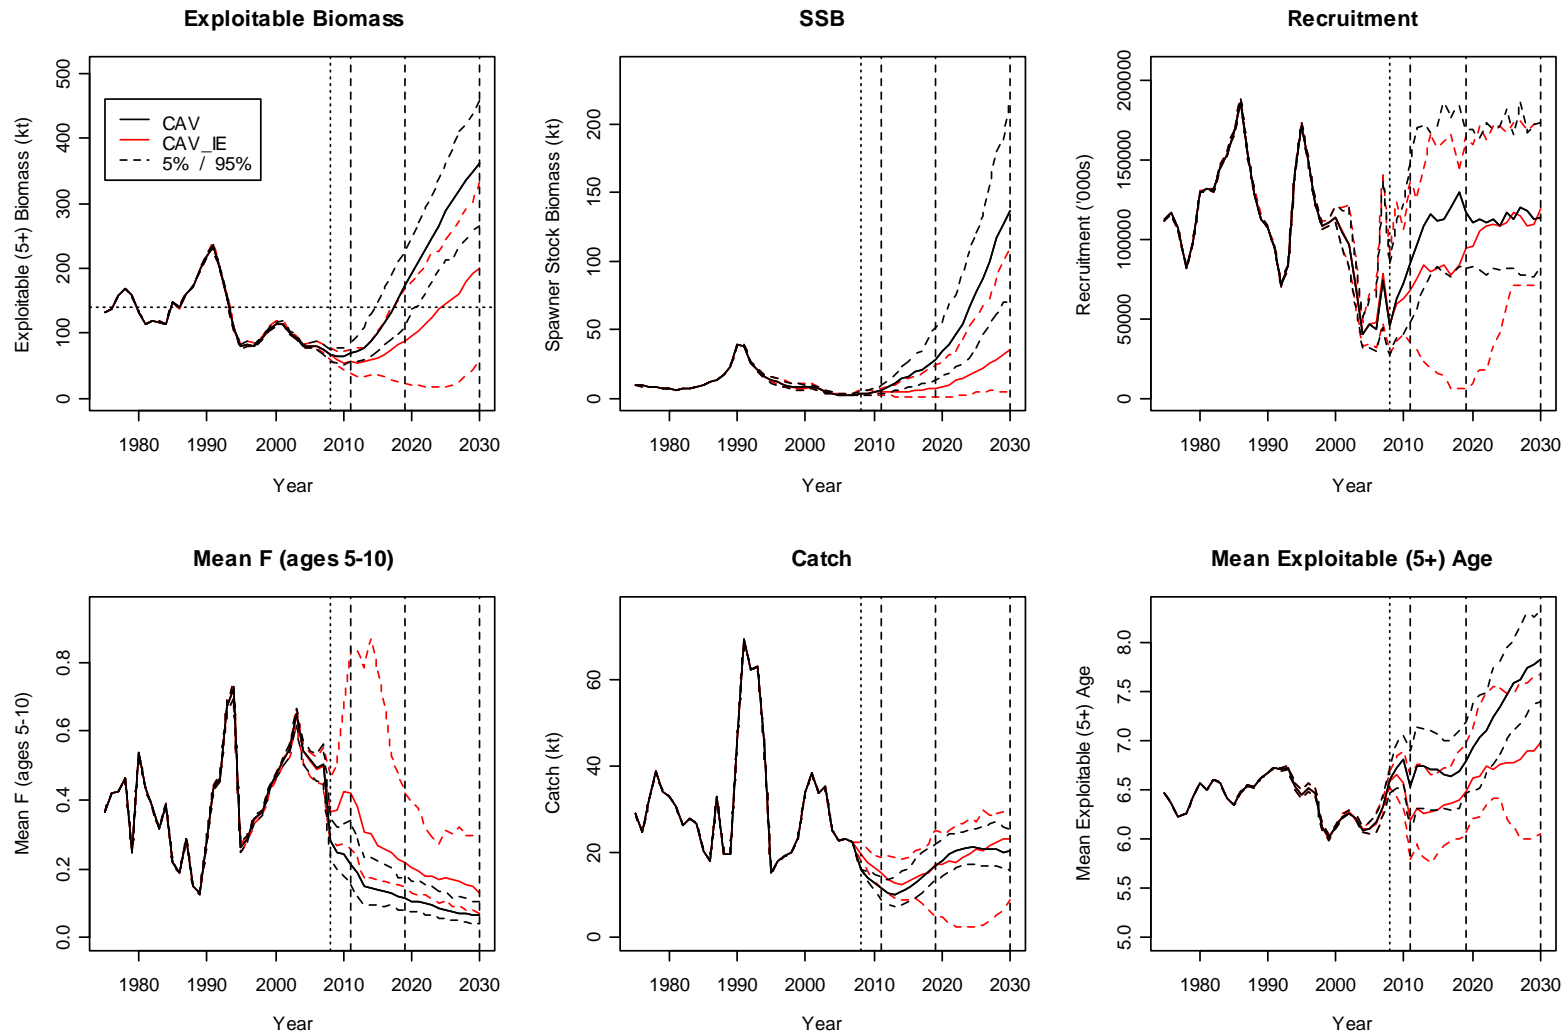 Exploitable Biomass
SSB
Recruitment
Exploitable (5+) Biomass (kt)
0 100 200 300 400 500
CAV
CAV_IE
5% / 95%
1980 1990 2000 2010 2020 2030
Year
Spawner Stock Biomass (kt)
0 50 100 150 200
1980 1990 2000 2010 2020 2030
Year
Recruitment ('000s)
0 50000 100000 150000 200000
1980 1990 2000 2010 2020 2030
Year
Mean F (ages 5-10)
Catch
Mean Exploitable (5+) Age
Mean F (ages 5-10)
0.0 0.2 0.4 0.6 0.8
1980 1990 2000 2010 2020 2030
Year
Catch (kt)
0 20 40 60
1980 1990 2000 2010 2020 2030
Year
Mean Exploitable (5+) Age
5.0 5.5 6.0 6.5 7.0 7.5 8.0
1980 1990 2000 2010 2020 2030
Year